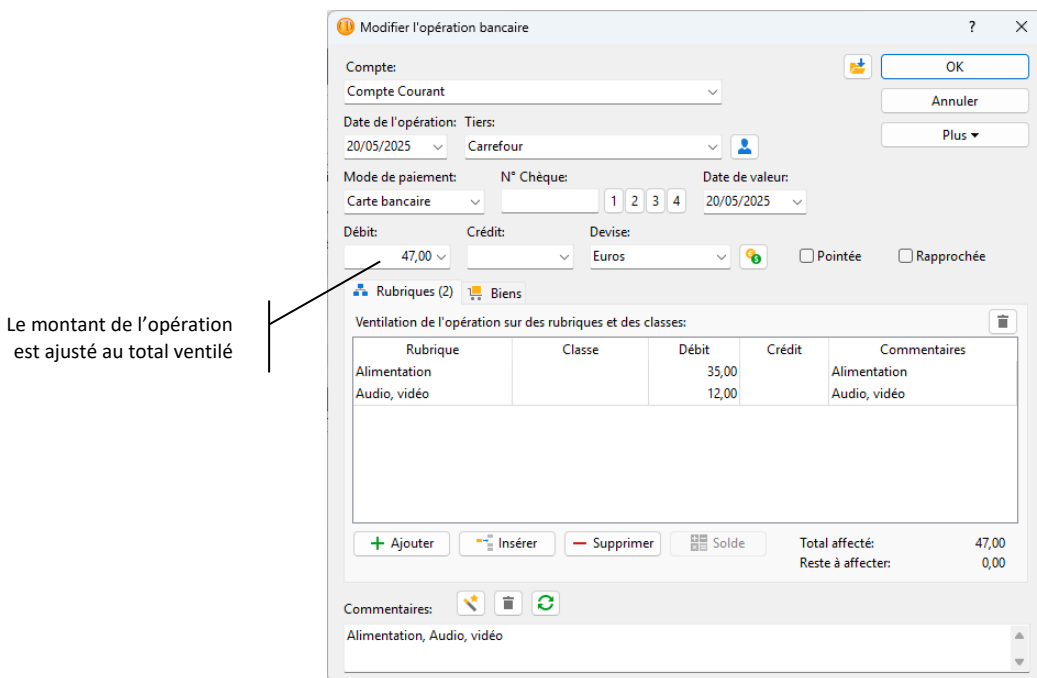 Modifier l'opération bancaire
?
Compte:
OK
Compte Courant
Annuler
Date de l'opération: Tiers:
Plus
20/05/2025 Carrefour
Mode de paiement: N° Chèque: Date de valeur:
Carte bancaire 1 2 3 4 20/05/2025
Débit: Crédit: Devise:
47,00 Euros Pointée Rapprochée
Rubriques (2) Biens
Le montant de l'opération
est ajusté au total ventilé
Ventilation de l'opération sur des rubriques et des classes:
Rubrique Classe Débit Crédit Commentaires
Alimentation 35,00 Alimentation
Audio, vidéo 12,00 Audio, vidéo
Ajouter Insérer Supprimer Solde Total affecté: 47,00
Reste à affecter: 0,00
Commentaires:
Alimentation, Audio, vidéo